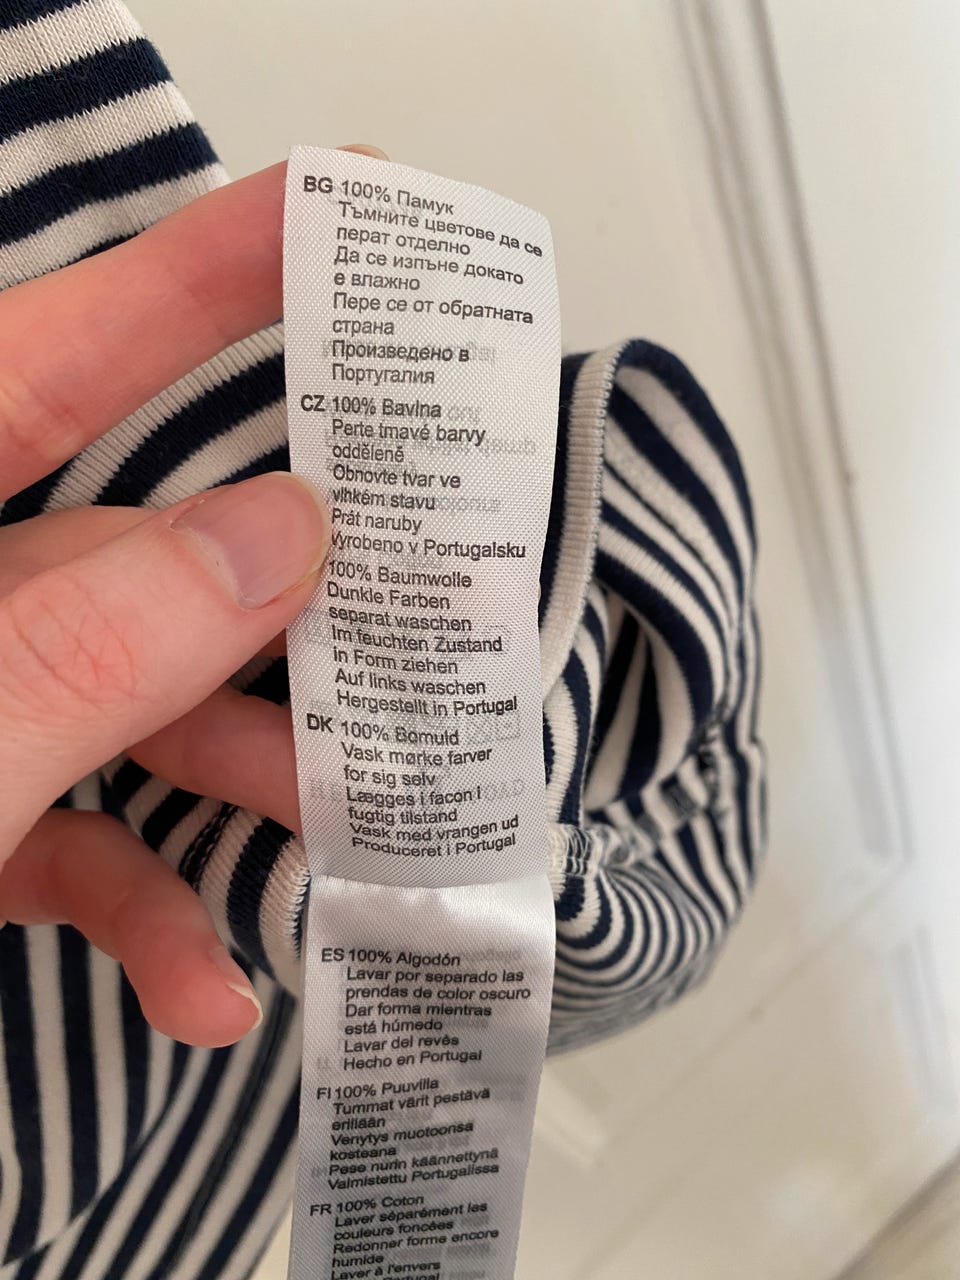 BG 100% Памук
Тъмните цветове да се
перат отделно
Да се изпъне докато
е влажно
Пере се от обратната
страна
Произведено в
Португалия
CZ 100% Bavlna
Perte tmavé barvy
odděleně
Obnovte tvar ve
vlhkém stavu
Prát naruby
Vyrobeno v Portugalsku
100% Baumwolle
Dunkle Farben
separat waschen
Im feuchten Zustand
in Form ziehen
Auf links waschen
Hergestellt in Portugal
DK 100% Bomuld
Vask mørke farver
for sig selv
Lægges i facon i
fugtig tilstand
Vask med vrangen ud
Produceret i Portugal
ES 100% Algodón
Lavar por separado las
prendas de color oscuro
Dar forma mientras
está húmedo
Lavar del revés
Hecho en Portugal
FI 100% Puuvilla
Tummat värit pestävä
erillään
Venytys muotoonsa
kosteana
Pese nurin käännettynä
Valmistettu Portugalissa
FR 100% Coton
Laver séparément les
couleurs foncées
Redonner forme encore
humide
Laver à l'envers
Portugal